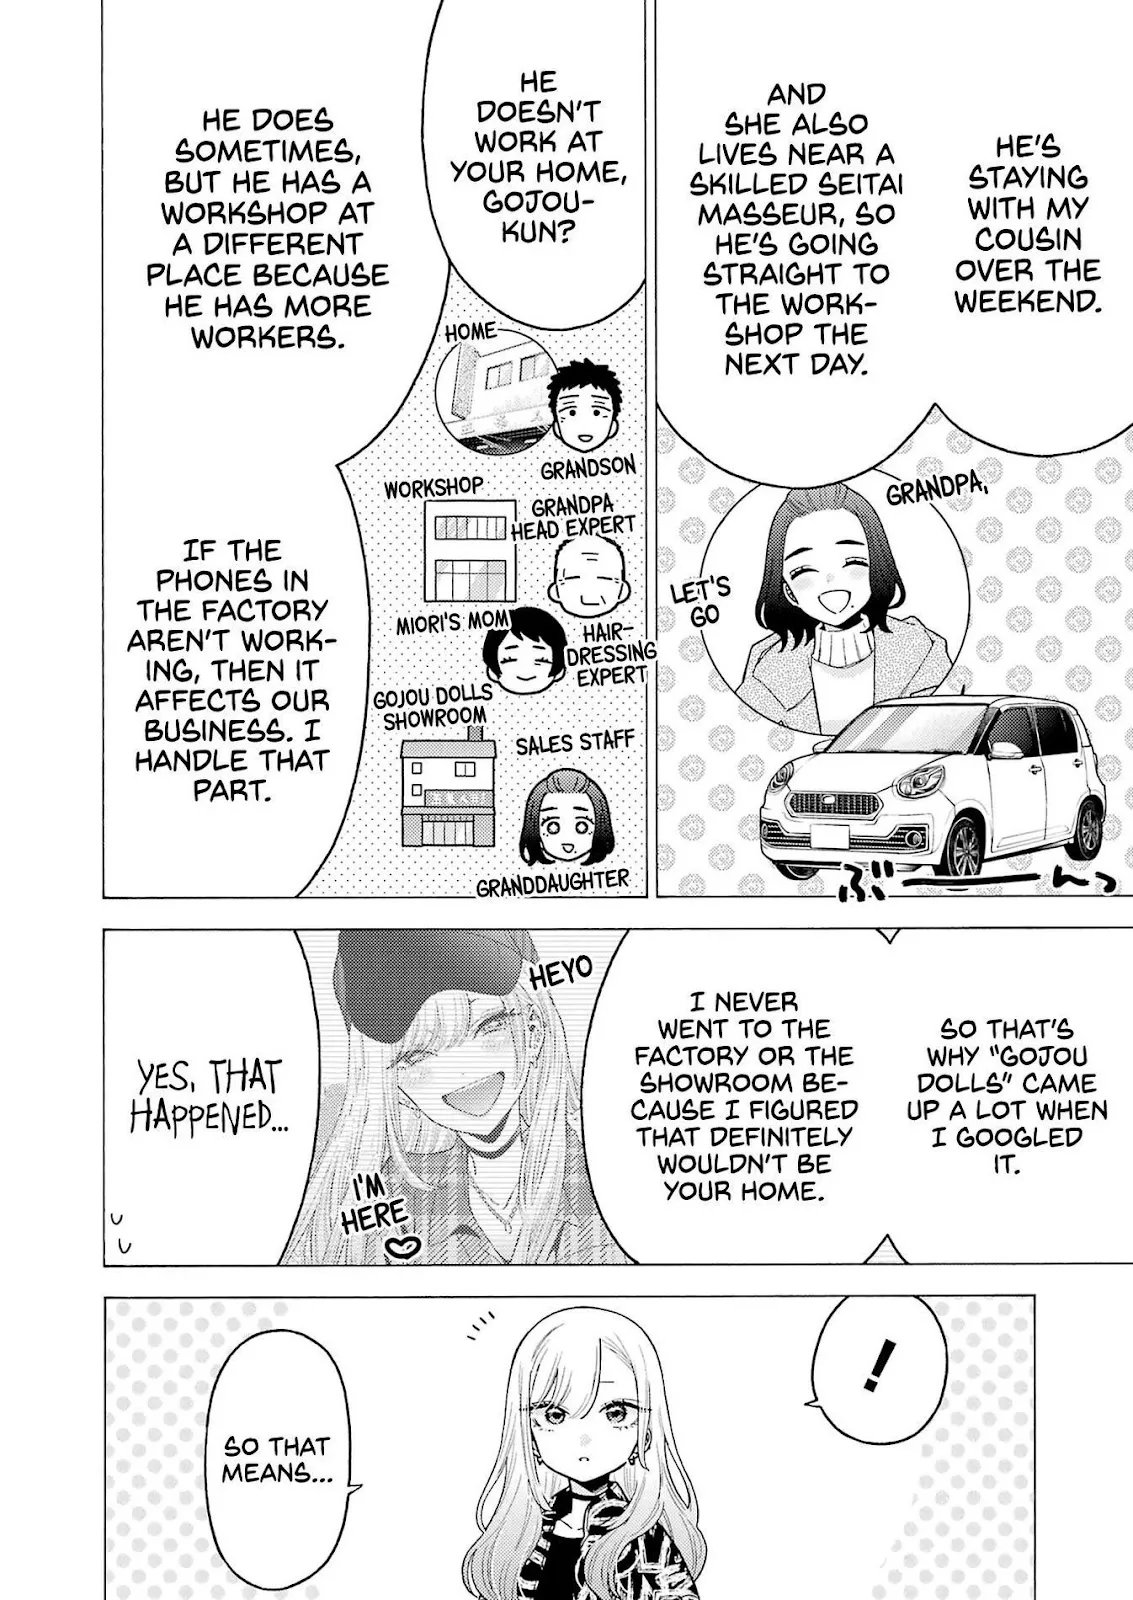 HE'S
STAYING
WITH MY
COUSIN
OVER THE
WEEKEND.
AND
SHE ALSO
LIVES NEAR A
SKILLED SEITAI
MASSEUR, SO
HE'S GOING
STRAIGHT TO
THE WORK-
SHOP THE
NEXT DAY.
GRANDPA,
LET'S
GO
ぶーーんっ
HE
DOESN'T
WORK AT
YOUR HOME,
GOJOU-
KUN?
HOME
GRANDSON
WORKSHOP
GRANDPA
HEAD EXPERT
MIORI'S MOM
HAIR-
DRESSING
EXPERT
GOJOU DOLLS
SHOWROOM
SALES STAFF
GRANDDAUGHTER
HE DOES
SOMETIMES,
BUT HE HAS A
WORKSHOP AT
A DIFFERENT
PLACE BECAUSE
HE HAS MORE
WORKERS.
IF THE
PHONES IN
THE FACTORY
AREN'T WORK-
ING, THEN IT
AFFECTS OUR
BUSINESS. I
HANDLE THAT
PART.
SO THAT'S
WHY "GOJOU
DOLLS" CAME
UP A LOT WHEN
I GOOGLED
IT.
I NEVER
WENT TO THE
FACTORY OR THE
SHOWROOM BE-
CAUSE I FIGURED
THAT DEFINITELY
WOULDN'T BE
YOUR HOME.
HEYO
I'M
HERE
YES, THAT
HAPPENED...
!
SO THAT
MEANS...